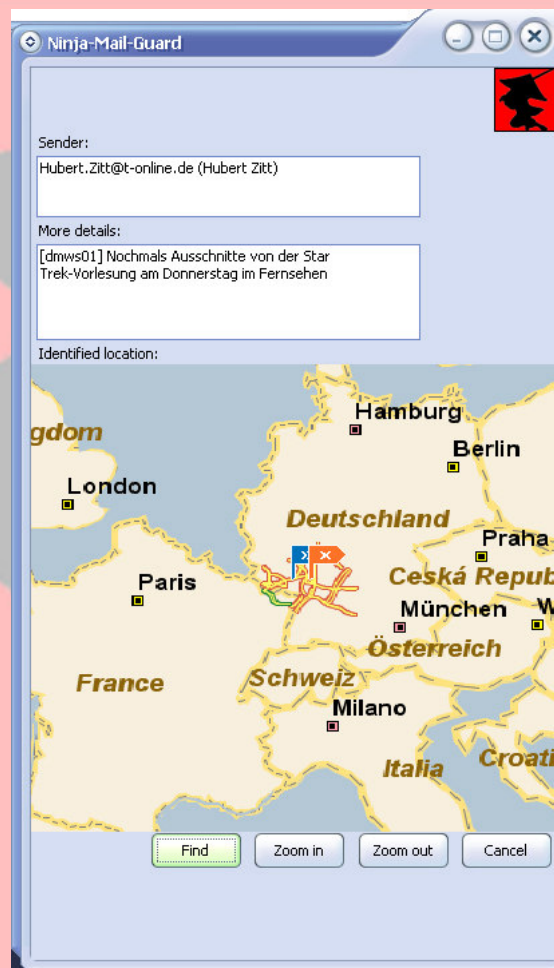 Ninja-Mail-Guard
Sender:
Hubert.Zitt@t-online.de (Hubert Zitt)
More details:
[dmws01] Nochmals Ausschnitte von der Star
Trek-Vorlesung am Donnerstag im Fernsehen
Identified location:
Hamburg
gdom
Berlin
London
Deutschland
Praha
Paris
Ceská Repub
München
W
Österreich
France
Schweiz
Milano
Italia
Croati
Find
Zoom in
Zoom out
Cancel